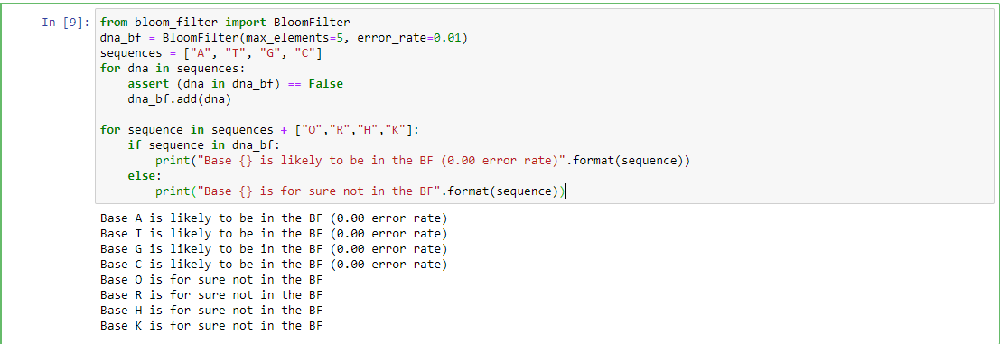 In [9]: from bloom_filter import BloomFilter
dna_bf = BloomFilter(max_elements=5, error_rate=0.01)
sequences = ["A", "T", "G", "C"]
for dna in sequences:
    assert (dna in dna_bf) == False
    dna_bf.add(dna)

for sequence in sequences + ["O","R","H","K"]:
    if sequence in dna_bf:
        print("Base {} is likely to be in the BF (0.00 error rate)".format(sequence))
    else:
        print("Base {} is for sure not in the BF".format(sequence))
Base A is likely to be in the BF (0.00 error rate)
Base T is likely to be in the BF (0.00 error rate)
Base G is likely to be in the BF (0.00 error rate)
Base C is likely to be in the BF (0.00 error rate)
Base O is for sure not in the BF
Base R is for sure not in the BF
Base H is for sure not in the BF
Base K is for sure not in the BF